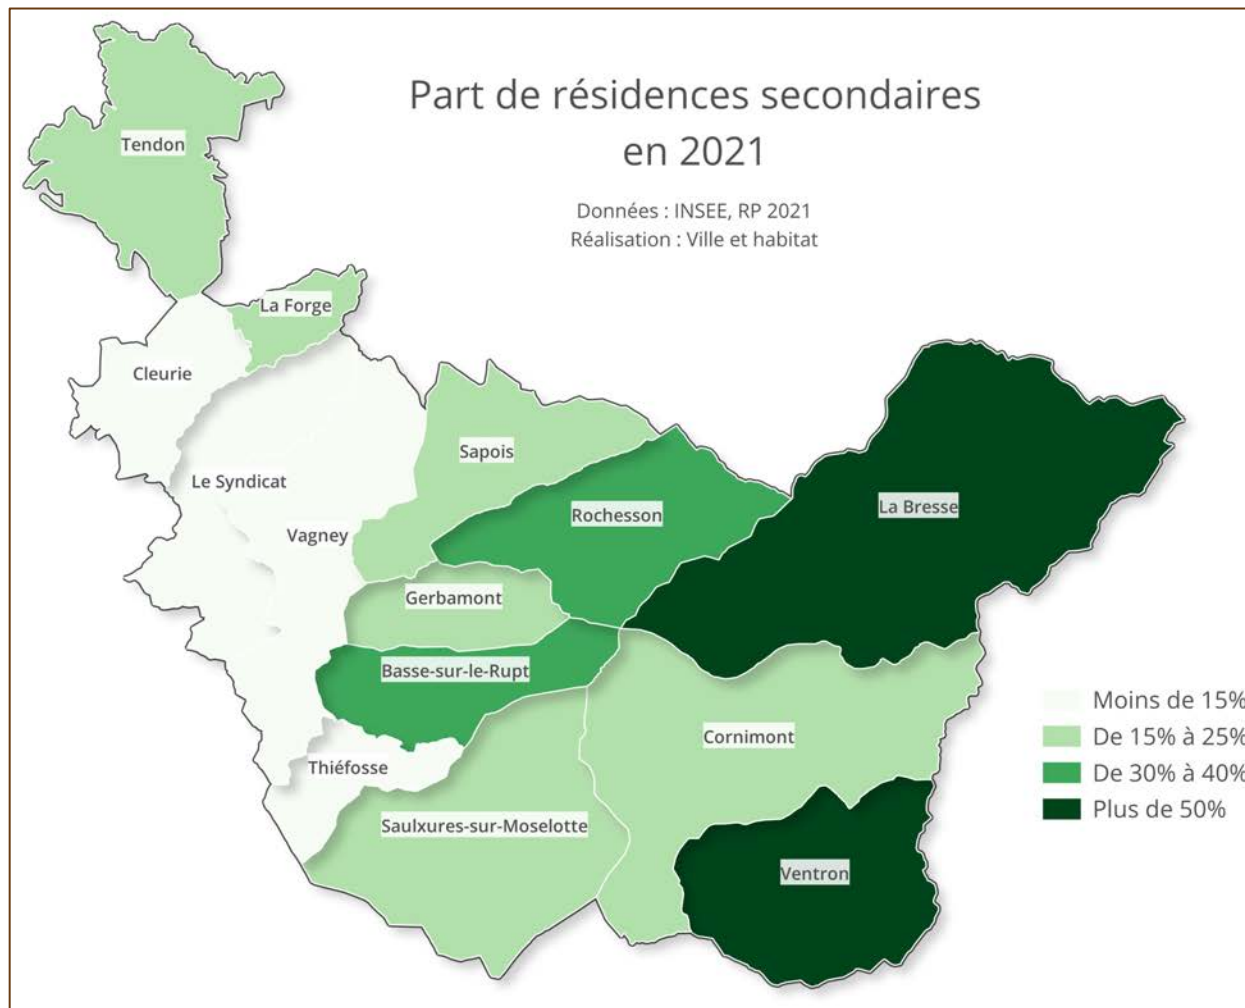 Part de résidences secondaires
en 2021
Données : INSEE, RP 2021
Réalisation : Ville et habitat
Tendon
La Forge
Cleurie
Sapois
Le Syndicat
La Bresse
Rochesson
Vagney
Gerbamont
Basse-sur-le-Rupt
Cornimont
Thiéfosse
Saulxures-sur-Moselotte
Ventron
Moins de 15%
De 15% à 25%
De 30% à 40%
Plus de 50%